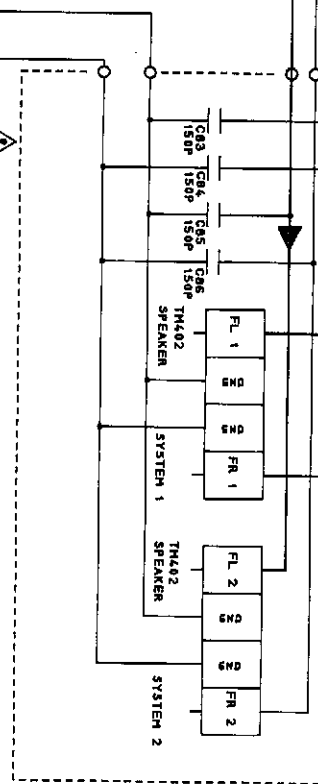 C83
150P
C84
150P
C85
150P
C86
150P
TM402
SPEAKER
FL 1
GND
GND
FR 1
SYSTEM 1
TM402
SPEAKER
FL 2
GND
GND
FR 2
SYSTEM 2